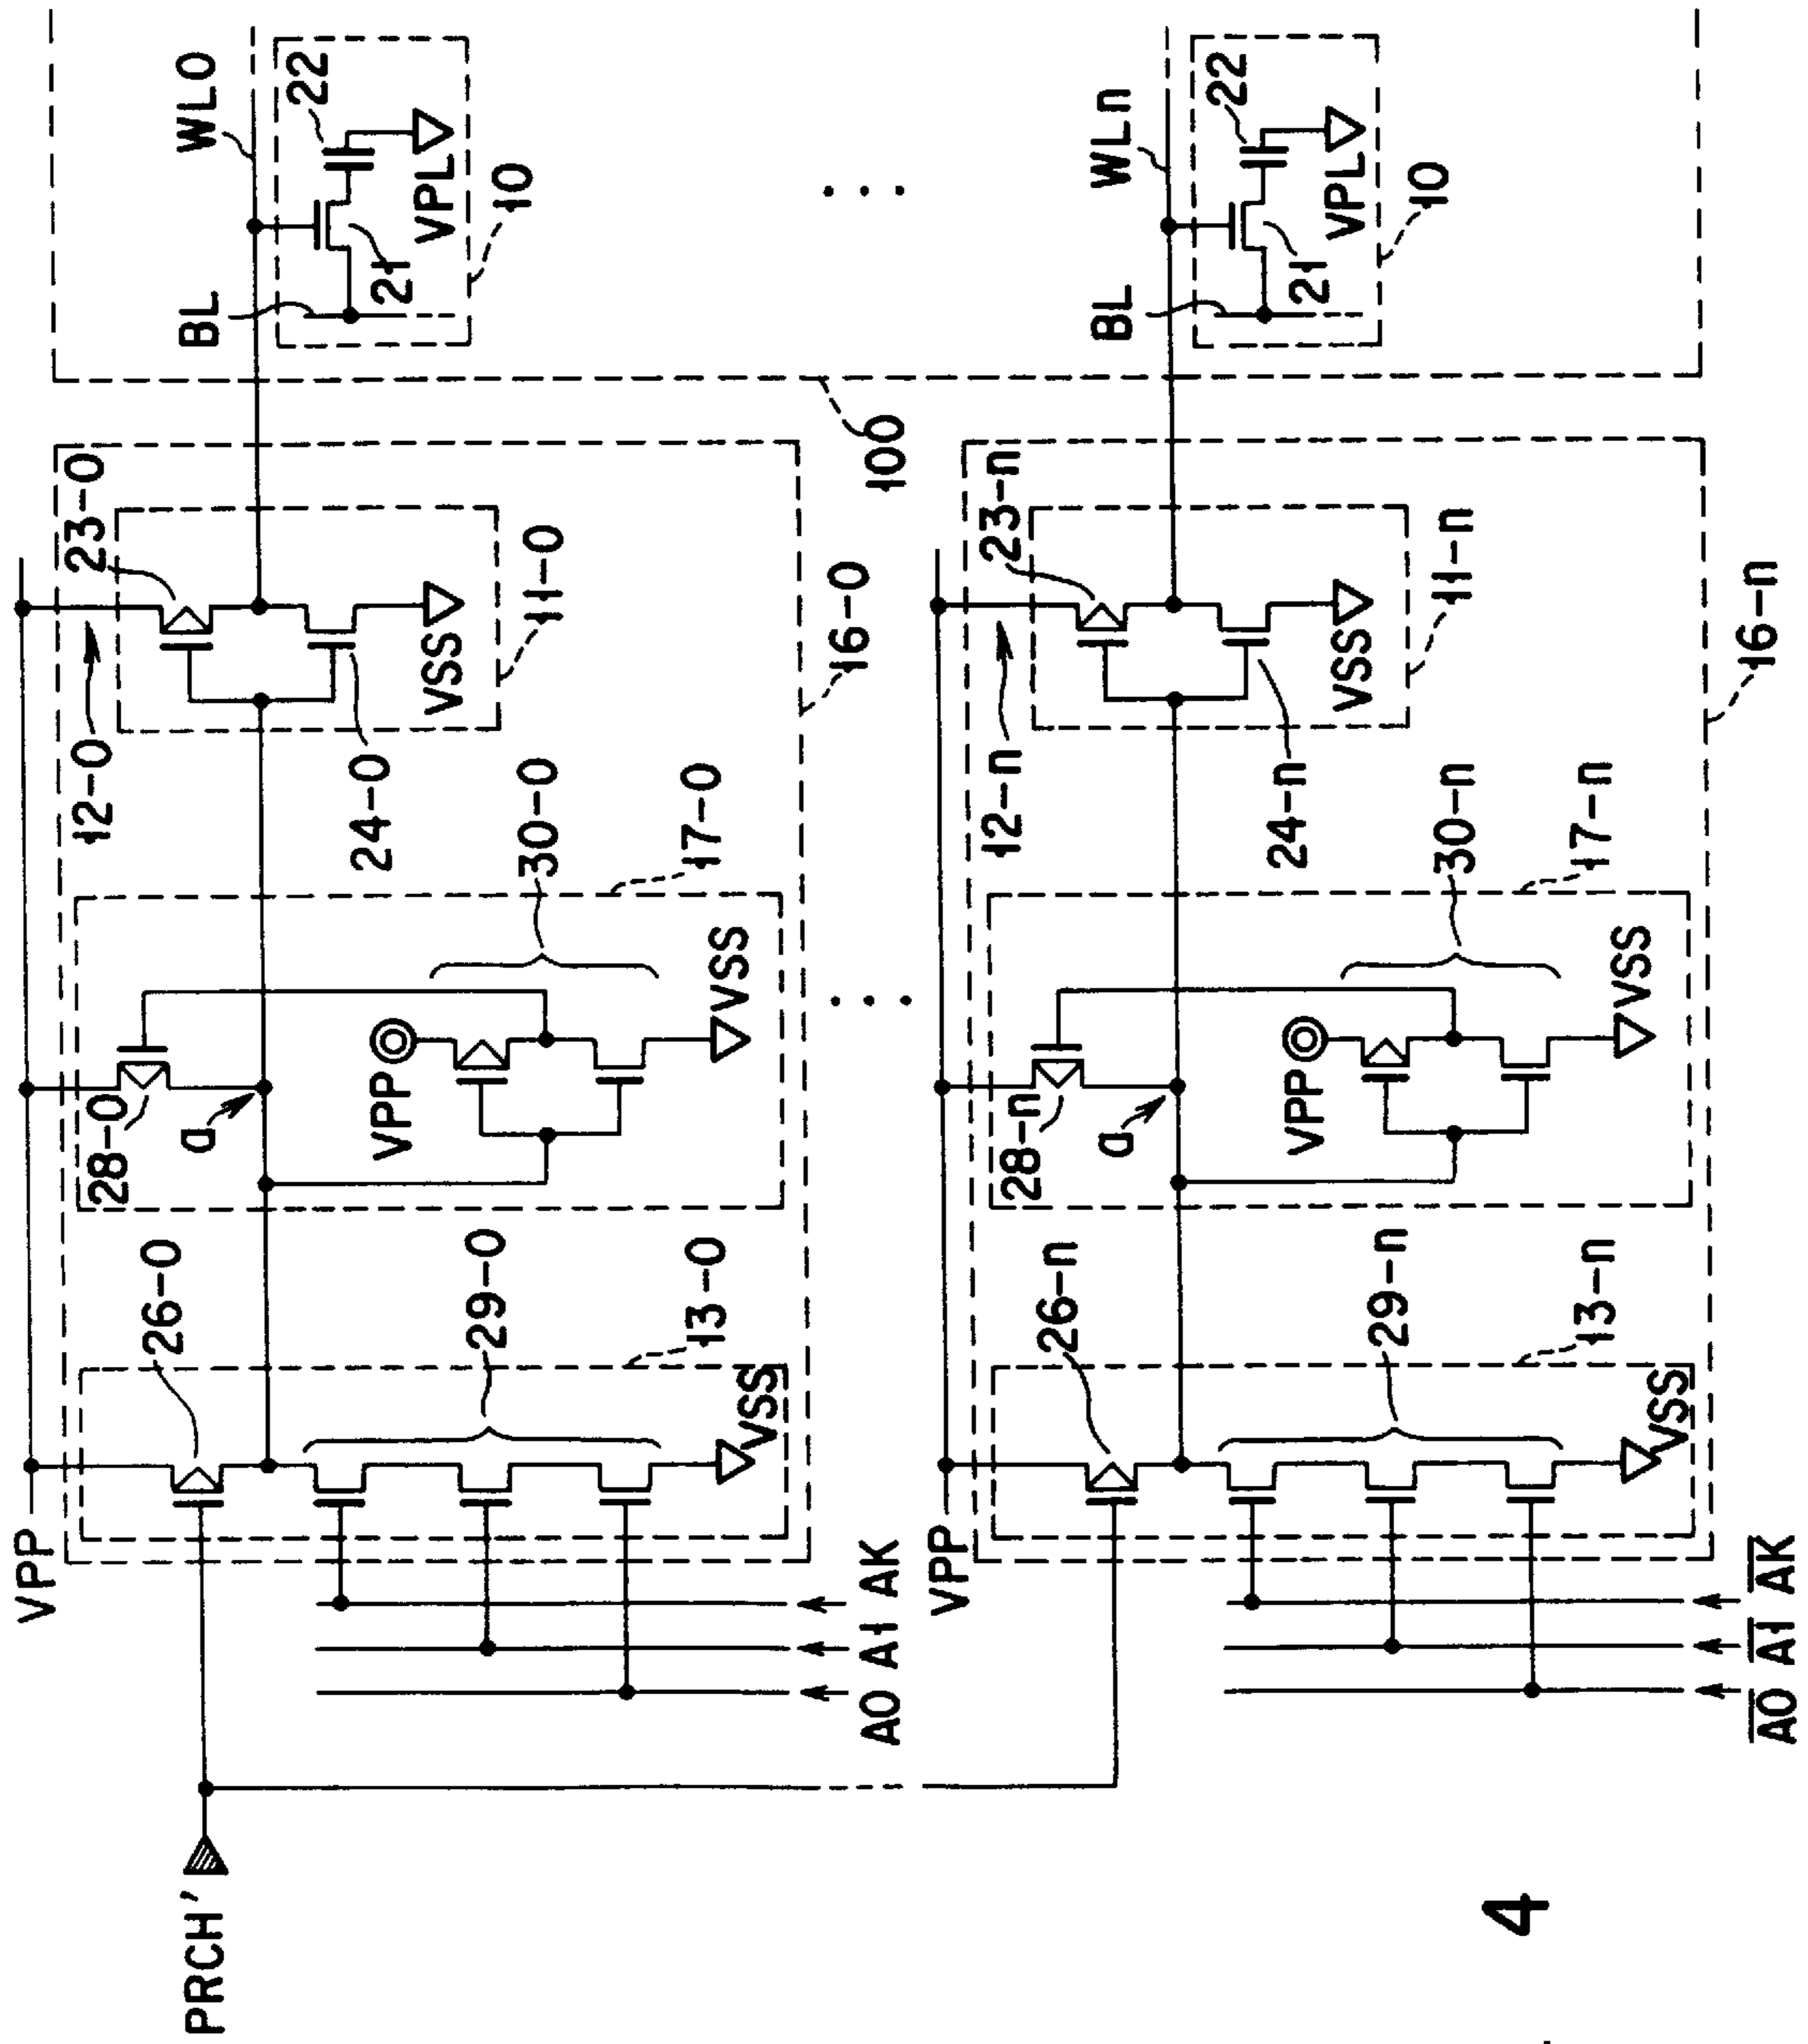 WL0
22
BL
VPL
21
10
WLn
22
BL
VPL
21
10
100
23-0
12-0
11-0
VSS
24-0
16-0
23-n
12-n
11-n
VSS
24-n
16-n
30-0
17-0
VSS
VPP
28-0
a
30-n
17-n
VSS
VPP
28-n
a
26-0
29-0
13-0
VSS
VPP
26-n
29-n
13-n
VSS
VPP
A0 A1 AK
A̅0̅ A̅1̅ A̅K̅
PRCH'
4